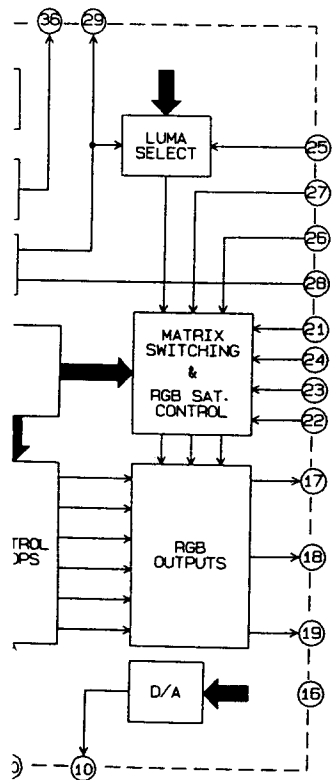 36 29
LUMA
SELECT
25
27
26
28
21
MATRIX
SWITCHING
&
RGB SAT.
CONTROL
24
23
22
17
TROL
OPS
RGB
OUTPUTS
18
19
D/A
16
10